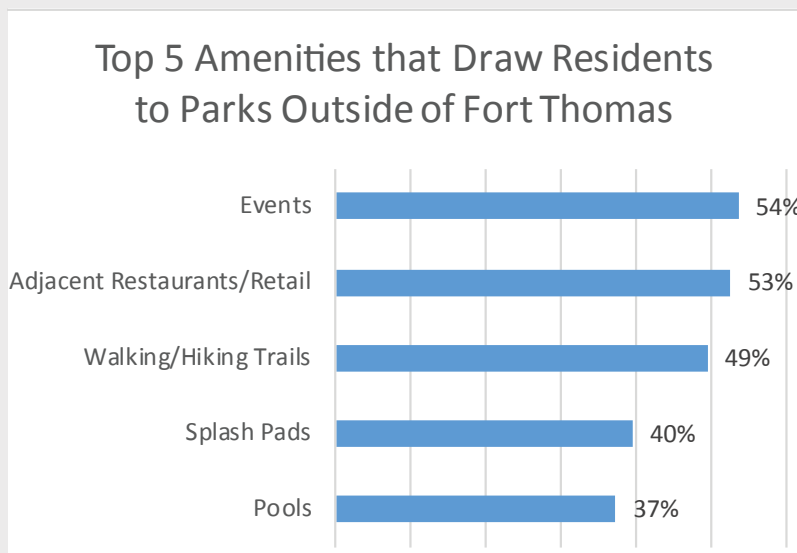 Top 5 Amenities that Draw Residents
to Parks Outside of Fort Thomas
Events
54%
Adjacent Restaurants/Retail
53%
Walking/Hiking Trails
49%
Splash Pads
40%
Pools
37%